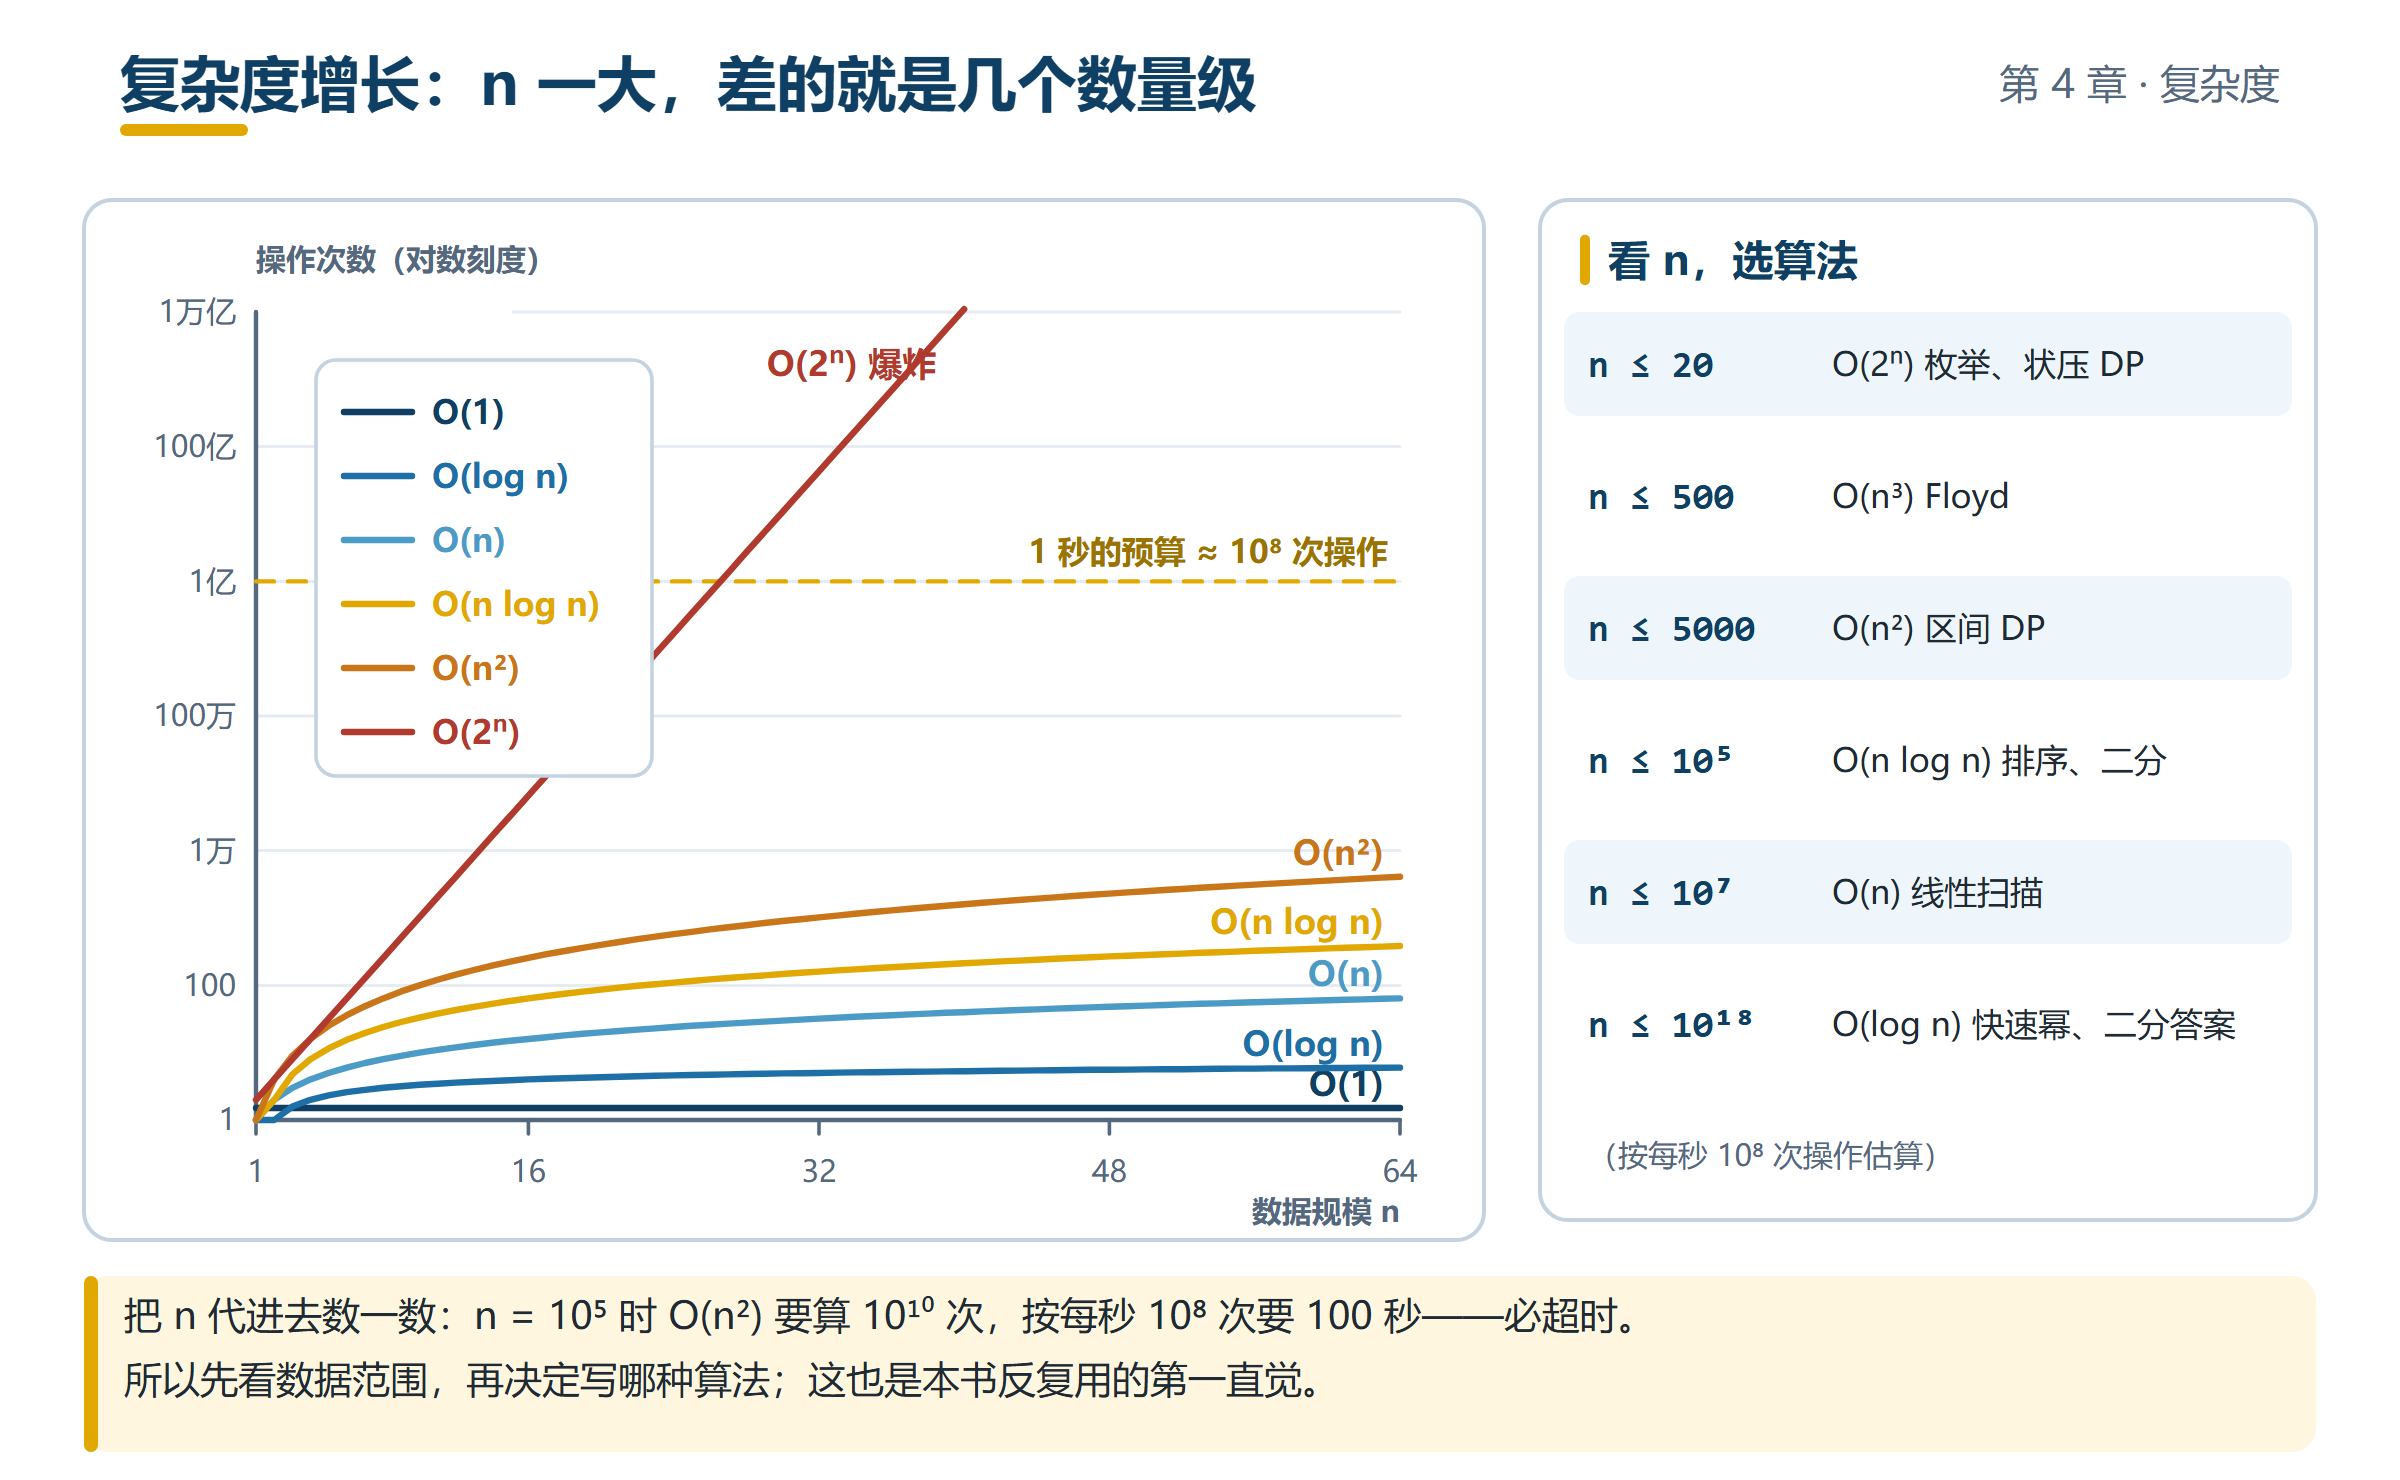 复杂度增长：n 一大，差的就是几个数量级
第 4 章 · 复杂度
操作次数（对数刻度）
1万亿
100亿
1亿
100万
1万
100
1
O(1)
O(log n)
O(n)
O(n log n)
O(n²)
O(2ⁿ)
O(2ⁿ) 爆炸
1 秒的预算 ≈ 10⁸ 次操作
O(n²)
O(n log n)
O(n)
O(log n)
O(1)
1 16 32 48 64
数据规模 n
看 n，选算法
n ≤ 20 O(2ⁿ) 枚举、状压 DP
n ≤ 500 O(n³) Floyd
n ≤ 5000 O(n²) 区间 DP
n ≤ 10⁵ O(n log n) 排序、二分
n ≤ 10⁷ O(n) 线性扫描
n ≤ 10¹⁸ O(log n) 快速幂、二分答案
（按每秒 10⁸ 次操作估算）
把 n 代进去数一数：n = 10⁵ 时 O(n²) 要算 10¹⁰ 次，按每秒 10⁸ 次要 100 秒——必超时。
所以先看数据范围，再决定写哪种算法；这也是本书反复用的第一直觉。